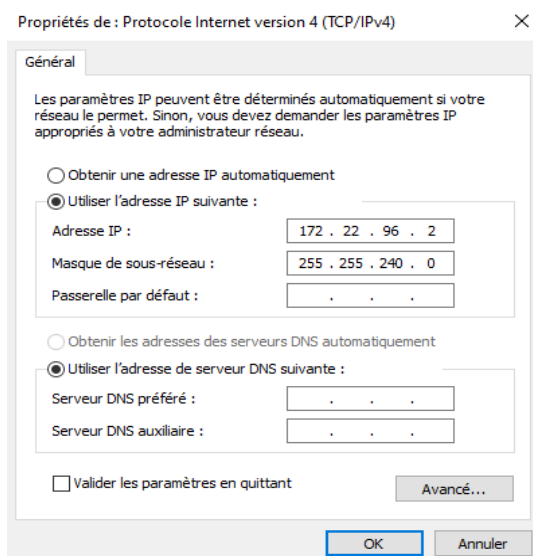 Propriétés de : Protocole Internet version 4 (TCP/IPv4)
Général
Les paramètres IP peuvent être déterminés automatiquement si votre
réseau le permet. Sinon, vous devez demander les paramètres IP
appropriés à votre administrateur réseau.
Obtenir une adresse IP automatiquement
Utiliser l'adresse IP suivante :
Adresse IP : 172 . 22 . 96 . 2
Masque de sous-réseau : 255 . 255 . 240 . 0
Passerelle par défaut : . . .
Obtenir les adresses des serveurs DNS automatiquement
Utiliser l'adresse de serveur DNS suivante :
Serveur DNS préféré : . . .
Serveur DNS auxiliaire : . . .
Valider les paramètres en quittant
Avancé...
OK Annuler